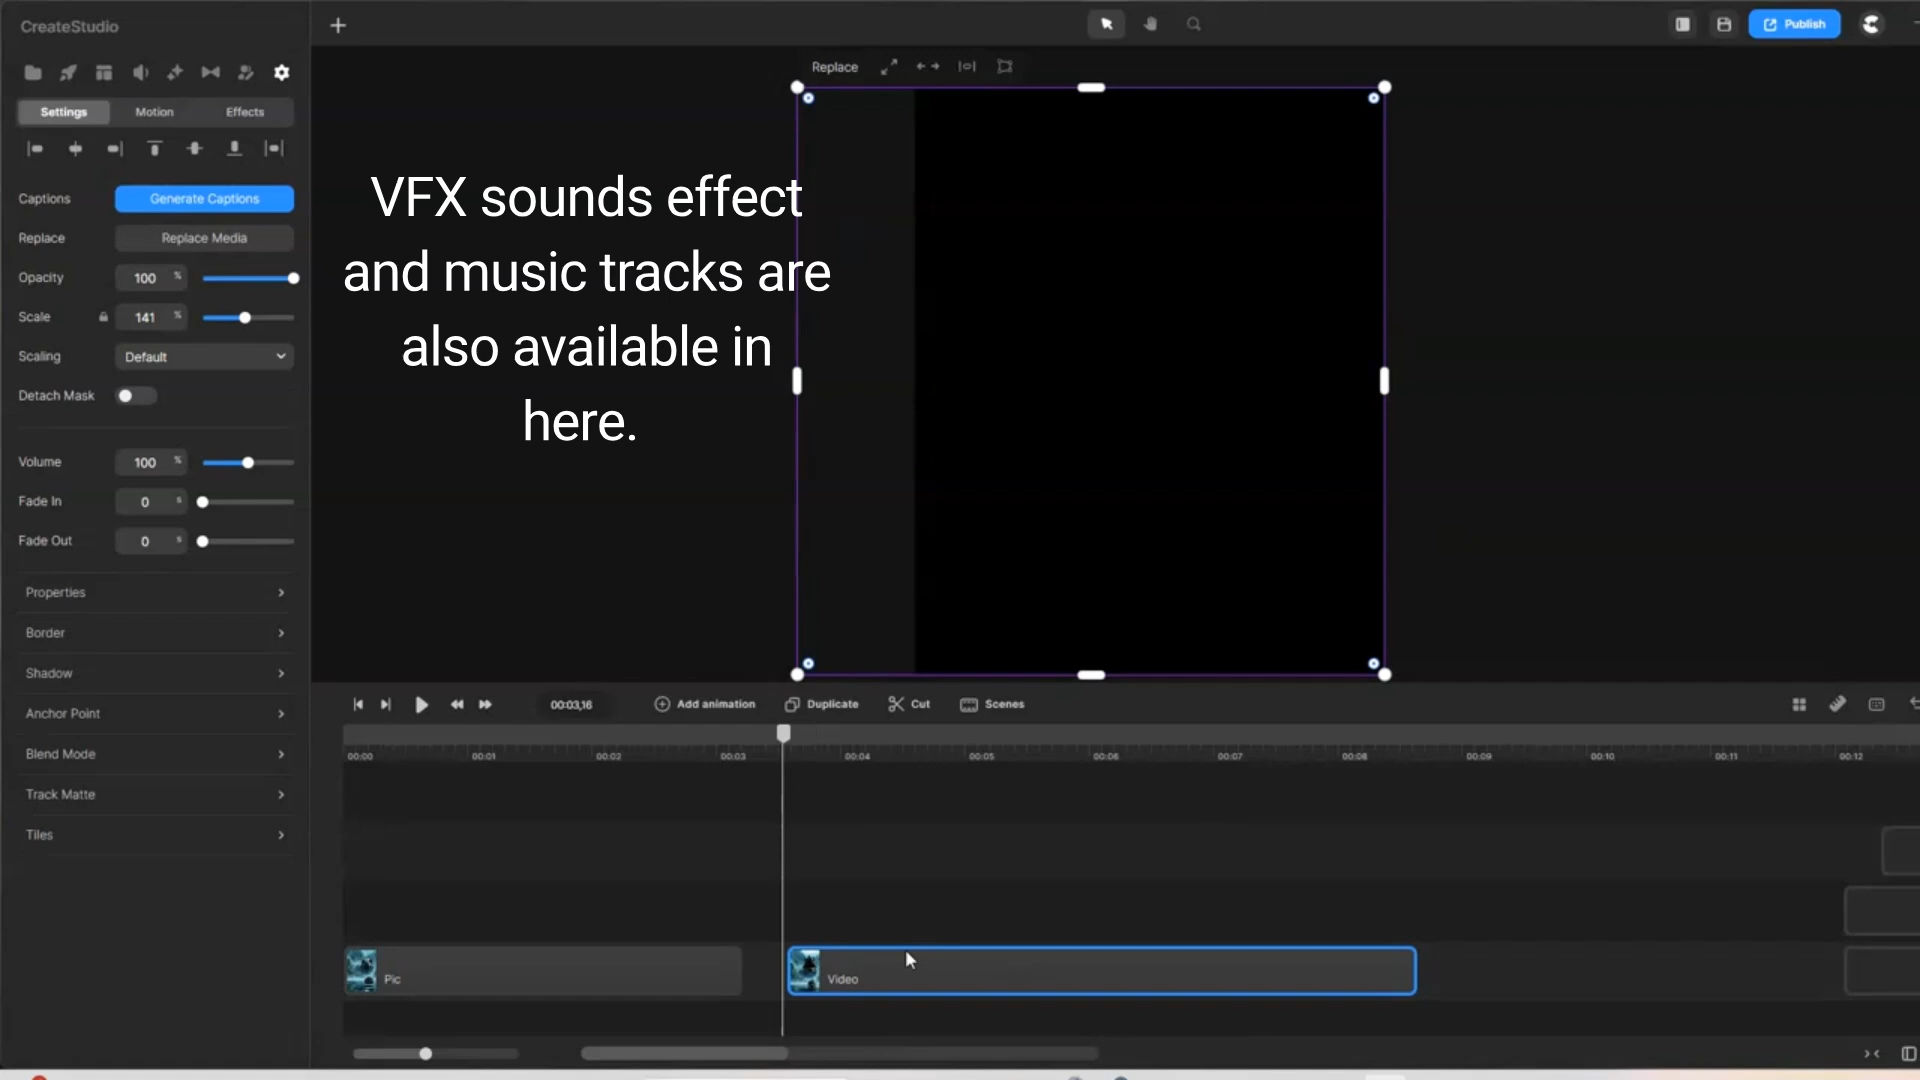 CreateStudio
Publish
Replace
Settings Motion Effects
Captions Generate Captions
Replace Replace Media
Opacity 100 %
Scale 141 %
Scaling Default
Detach Mask
Volume 100 %
Fade In 0 s
Fade Out 0 s
Properties
Border
Shadow
Anchor Point
Blend Mode
Track Matte
Tiles
VFX sounds effect
and music tracks are
also available in
here.
00:03,16 Add animation Duplicate Cut Scenes
00:00 00:01 00:02 00:03 00:04 00:05 00:06 00:07 00:08 00:09 00:10 00:11 00:12
Pic Video